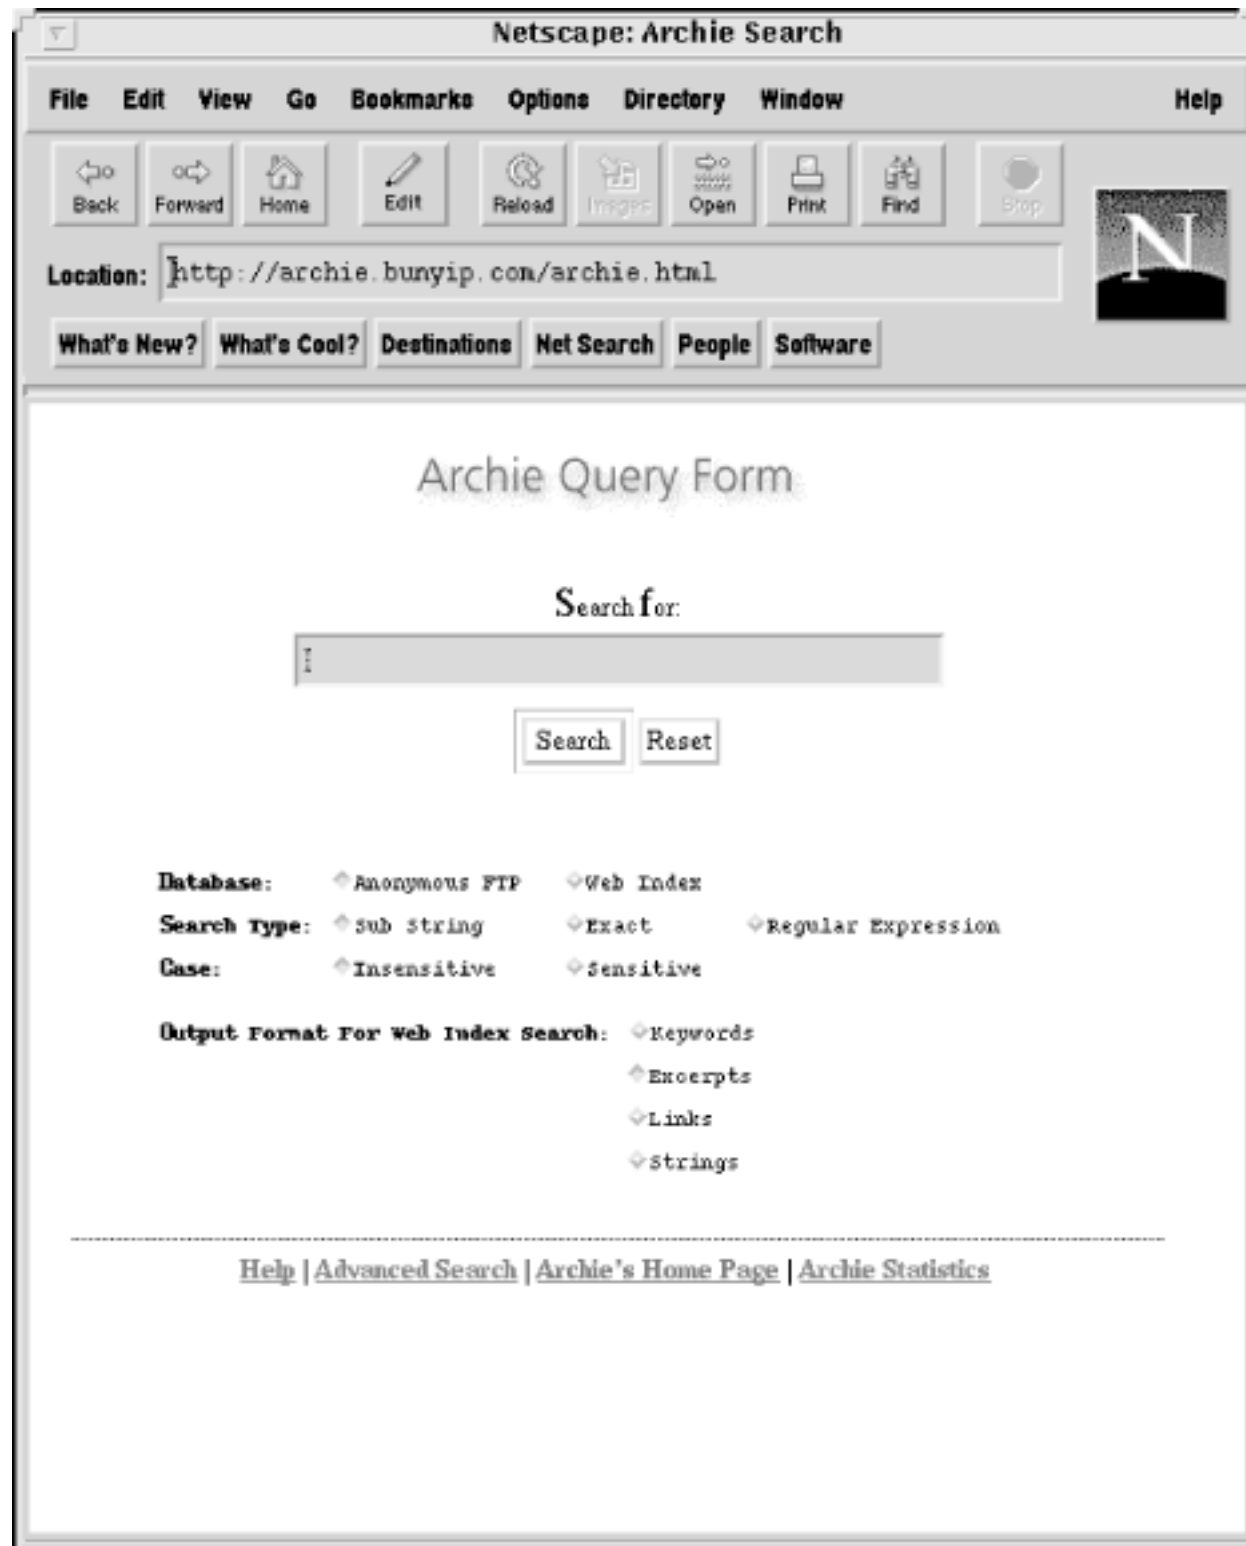 Netscape: Archie Search
File Edit View Go Bookmarks Options Directory Window Help
Back Forward Home Edit Reload Images Open Print Find Stop
Location: http://archie.bunyip.com/archie.html
N
What's New? What's Cool? Destinations Net Search People Software
Archie Query Form
Search for:
Search Reset
Database: Anonymous FTP Web Index
Search Type: Sub String Exact Regular Expression
Case: Insensitive Sensitive
Output Format For Web Index Search: Keywords
Excerpts
Links
Strings
Help | Advanced Search | Archie's Home Page | Archie Statistics